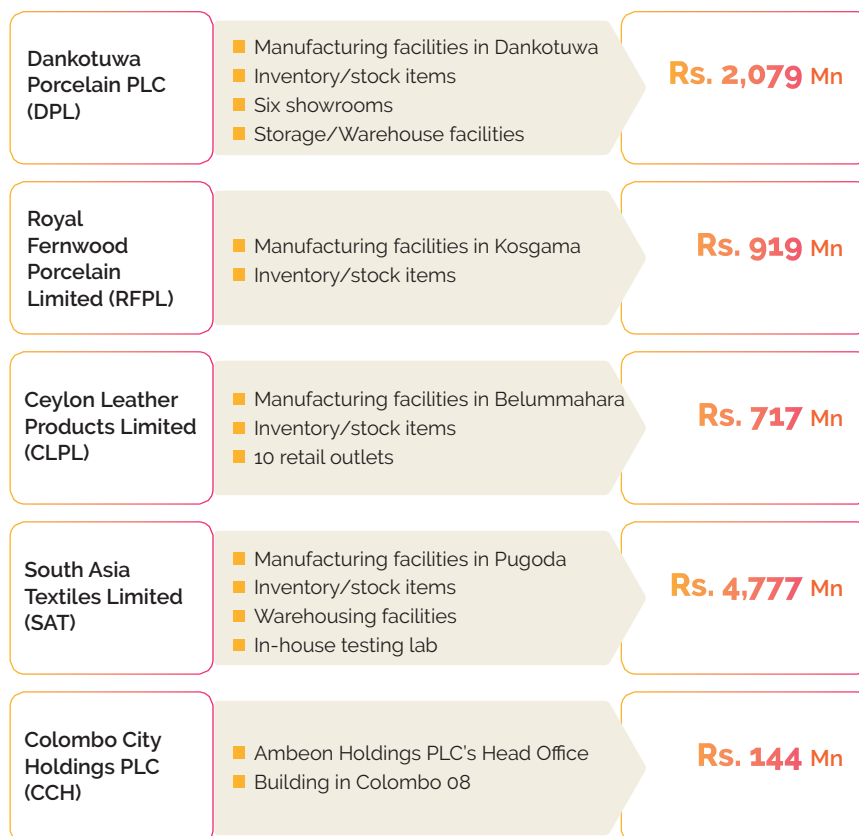 Dankotuwa
Porcelain PLC
(DPL)
Manufacturing facilities in Dankotuwa
Inventory/stock items
Six showrooms
Storage/Warehouse facilities
Rs. 2,079 Mn
Royal
Fernwood
Porcelain
Limited (RFPL)
Manufacturing facilities in Kosgama
Inventory/stock items
Rs. 919 Mn
Ceylon Leather
Products Limited
(CLPL)
Manufacturing facilities in Belummahara
Inventory/stock items
10 retail outlets
Rs. 717 Mn
South Asia
Textiles Limited
(SAT)
Manufacturing facilities in Pugoda
Inventory/stock items
Warehousing facilities
In-house testing lab
Rs. 4,777 Mn
Colombo City
Holdings PLC
(CCH)
Ambeon Holdings PLC’s Head Office
Building in Colombo 08
Rs. 144 Mn